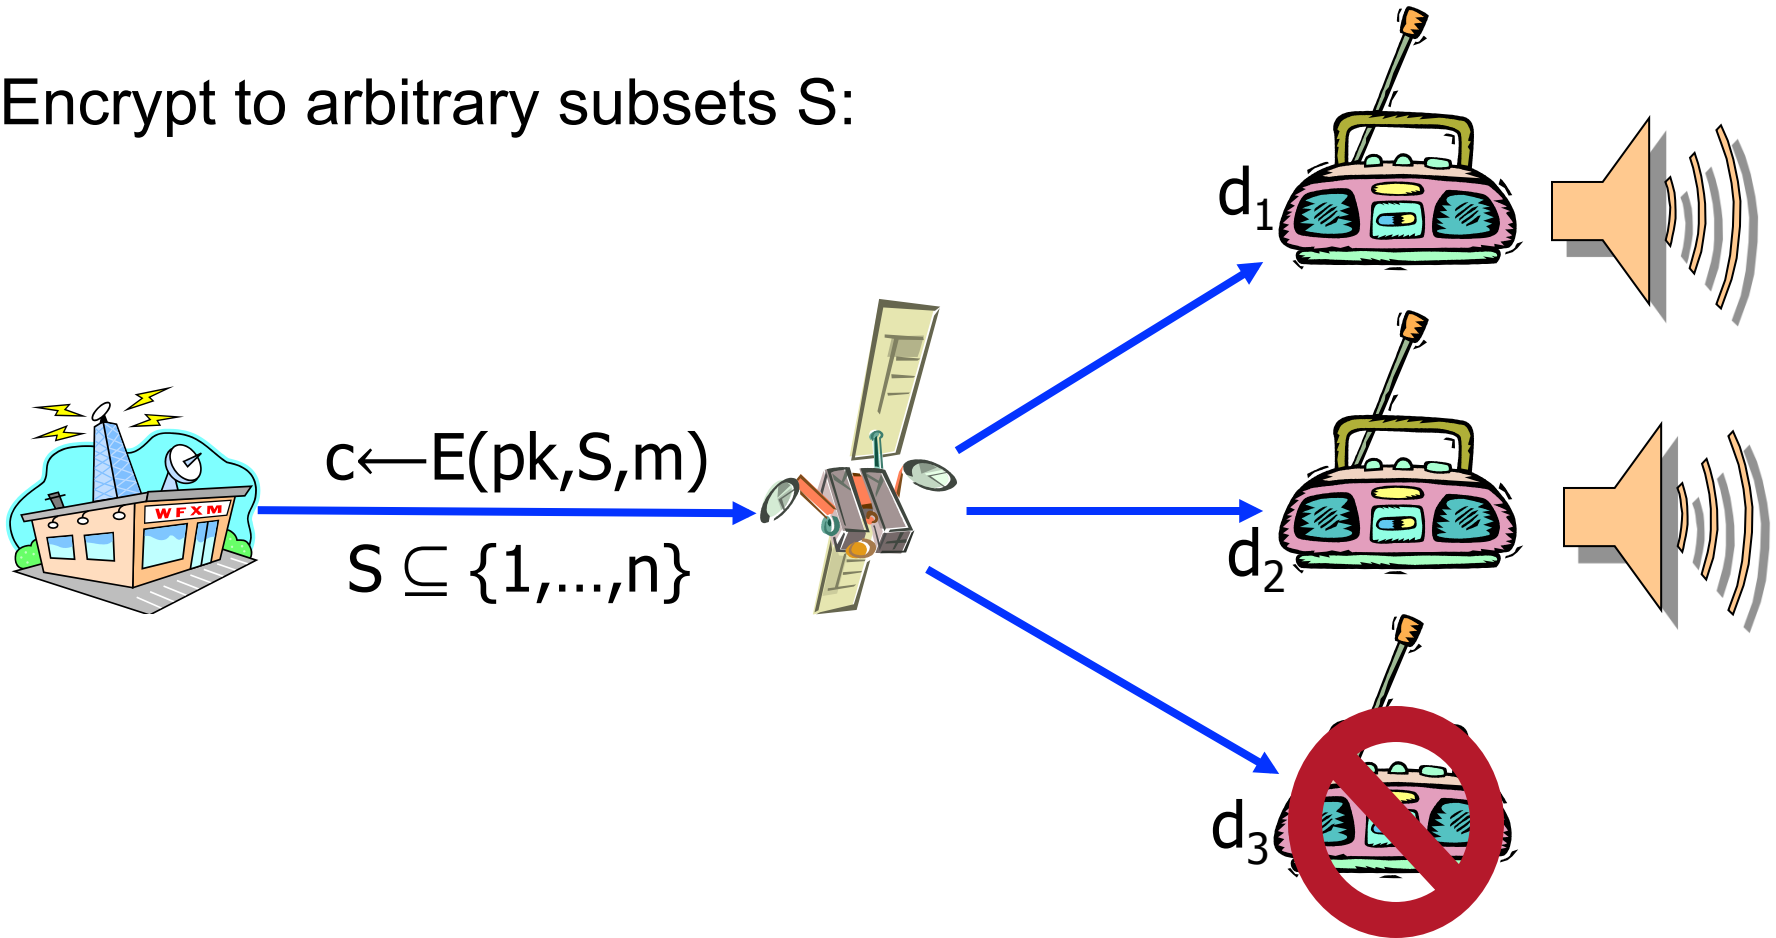 Encrypt to arbitrary subsets S:
d₁
c⟵E(pk,S,m)
WFXM
S ⊆ {1,…,n}
d₂
d₃